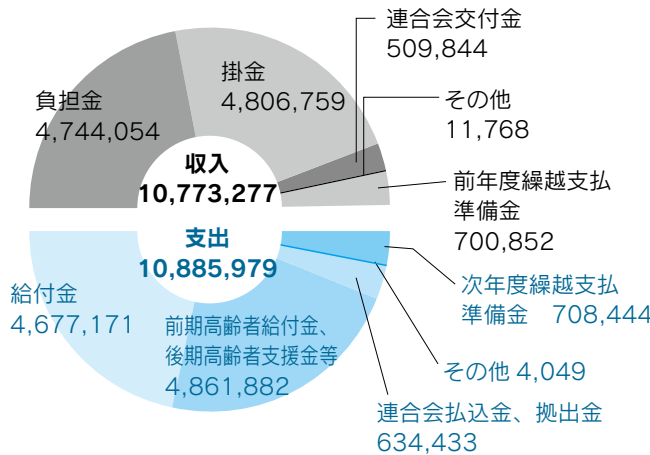 連合会交付金
509,844
掛金
4,806,759
負担金
4,744,054
その他
11,768
収入
10,773,277
前年度繰越支払
準備金
700,852
支出
10,885,979
次年度繰越支払
準備金 708,444
給付金
4,677,171
前期高齢者給付金、
後期高齢者支援金等
4,861,882
その他 4,049
連合会払込金、拠出金
634,433